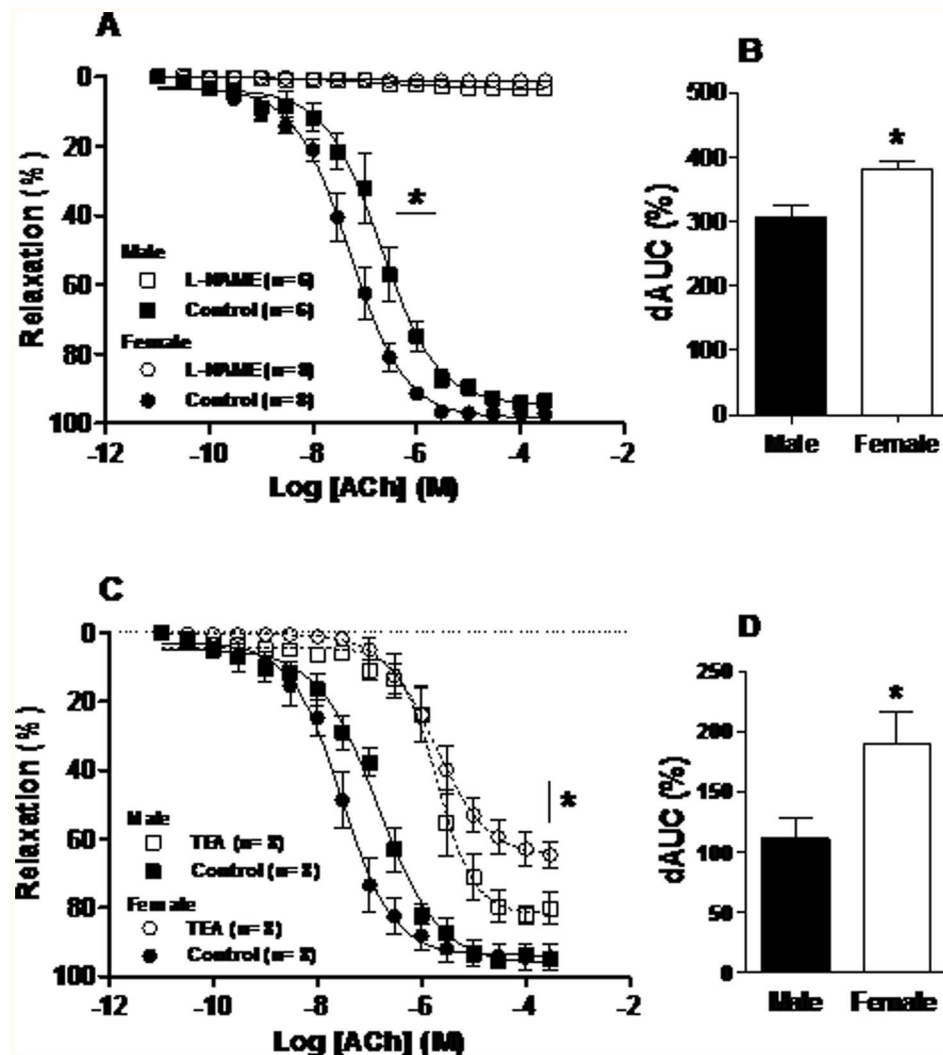 A
0
20
40
60
80
100
Relaxation (%)
*
Male
L-NAME (n=6)
Control (n=6)
Female
L-NAME (n=8)
Control (n=8)
-12 -10 -8 -6 -4 -2
Log [ACh] (M)
B
500
400
300
200
100
0
dAUC (%)
*
Male Female
C
0
20
40
60
80
100
Relaxation (%)
*
Male
TEA (n=8)
Control (n=8)
Female
TEA (n=8)
Control (n=8)
-12 -10 -8 -6 -4 -2
Log [ACh] (M)
D
250
200
150
100
50
0
dAUC (%)
*
Male Female